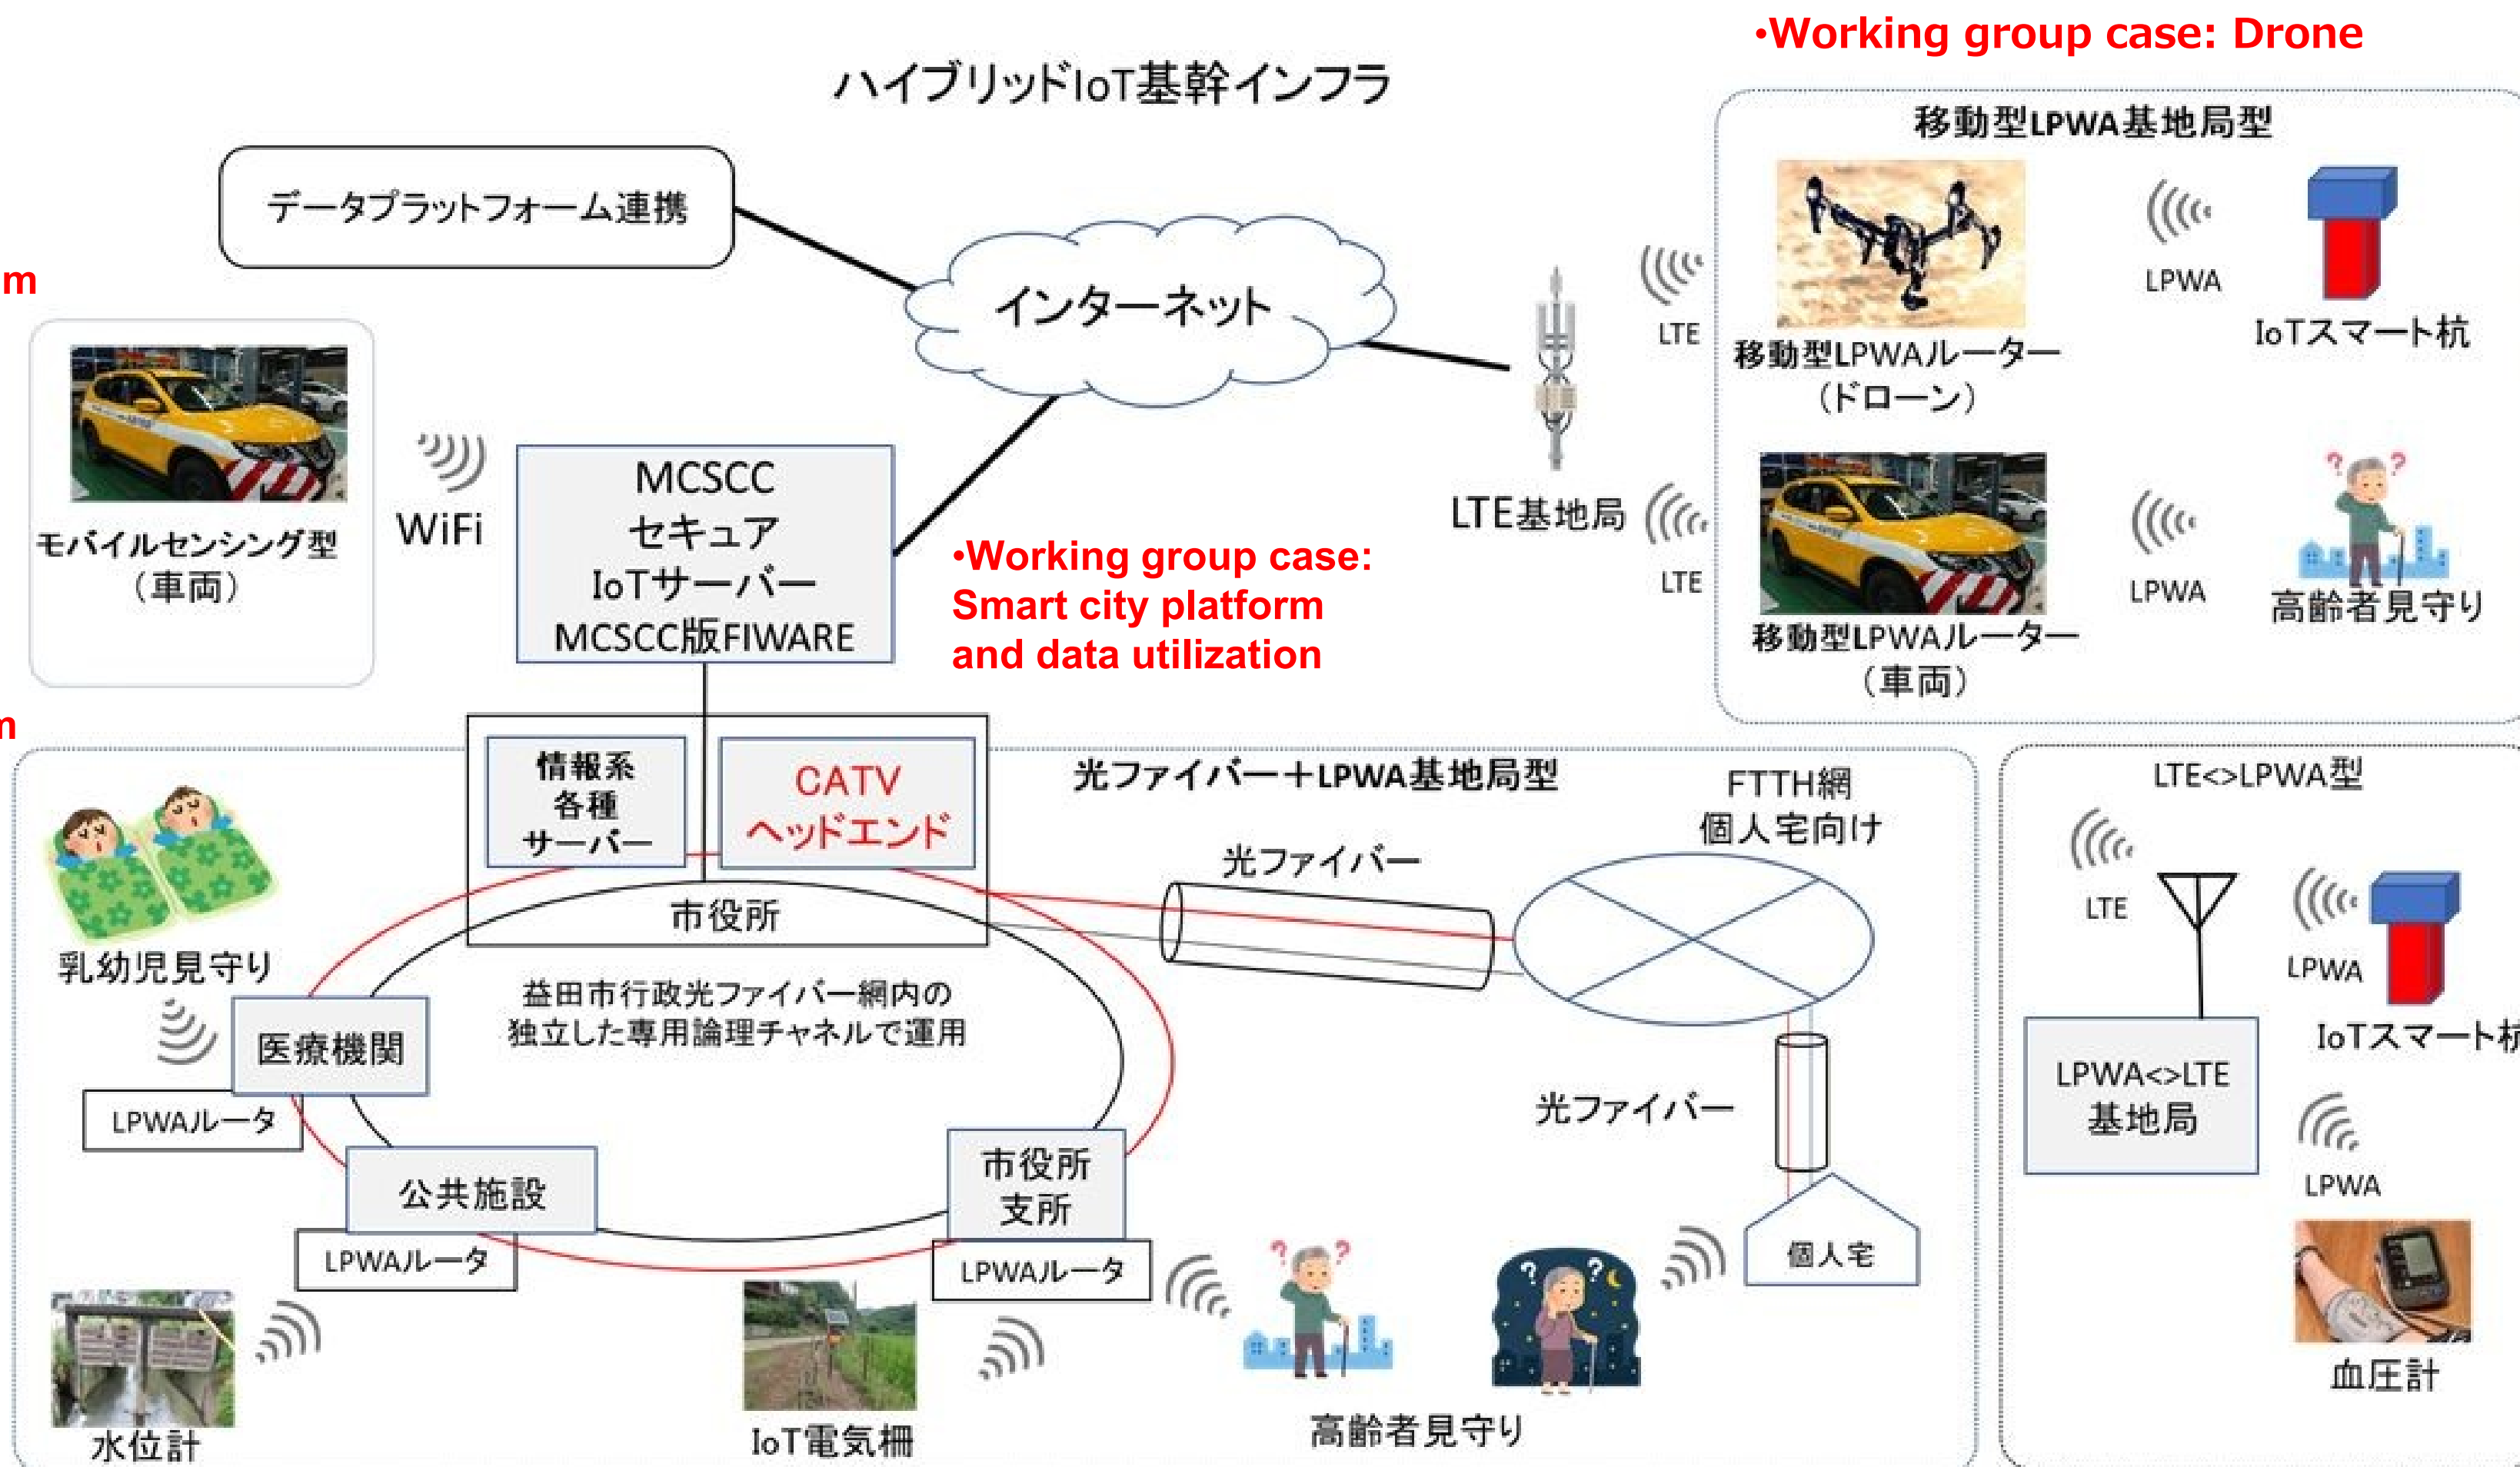 •Working group case: Drone
ハイブリッドIoT基幹インフラ
移動型LPWA基地局型
データプラットフォーム連携
インターネット
m
LTE
LPWA
IoTスマート杭
移動型LPWAルーター
（ドローン）
LTE基地局
LTE
LPWA
高齢者見守り
移動型LPWAルーター
（車両）
モバイルセンシング型
（車両）
WiFi
MCSCC
セキュア
IoTサーバー
MCSCC版FIWARE
•Working group case:
Smart city platform
and data utilization
m
情報系
各種
サーバー
CATV
ヘッドエンド
市役所
光ファイバー＋LPWA基地局型
FTTH網
個人宅向け
光ファイバー
乳幼児見守り
益田市行政光ファイバー網内の
独立した専用論理チャネルで運用
医療機関
LPWAルータ
公共施設
LPWAルータ
市役所
支所
LPWAルータ
光ファイバー
個人宅
水位計
IoT電気柵
高齢者見守り
LTE<>LPWA型
LTE
LPWA
IoTスマート杭
LPWA<>LTE
基地局
LPWA
血圧計